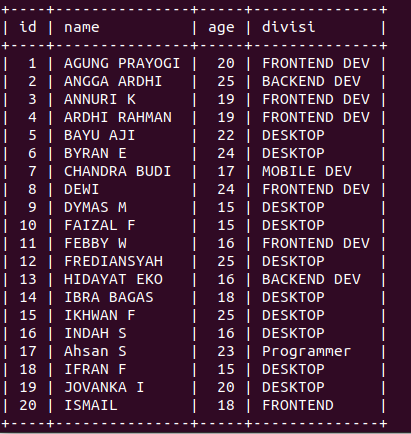 +----+---------------+-----+--------------+
| id | name          | age | divisi       |
+----+---------------+-----+--------------+
|  1 | AGUNG PRAYOGI |  20 | FRONTEND DEV |
|  2 | ANGGA ARDHI   |  25 | BACKEND DEV  |
|  3 | ANNURI K      |  19 | FRONTEND DEV |
|  4 | ARDHI RAHMAN  |  19 | FRONTEND DEV |
|  5 | BAYU AJI      |  22 | DESKTOP      |
|  6 | BYRAN E       |  24 | DESKTOP      |
|  7 | CHANDRA BUDI  |  17 | MOBILE DEV   |
|  8 | DEWI          |  24 | FRONTEND DEV |
|  9 | DYMAS M       |  15 | DESKTOP      |
| 10 | FAIZAL F      |  15 | DESKTOP      |
| 11 | FEBBY W       |  16 | FRONTEND DEV |
| 12 | FREDIANSYAH   |  25 | DESKTOP      |
| 13 | HIDAYAT EKO   |  16 | BACKEND DEV  |
| 14 | IBRA BAGAS    |  18 | DESKTOP      |
| 15 | IKHWAN F      |  25 | DESKTOP      |
| 16 | INDAH S       |  16 | DESKTOP      |
| 17 | Ahsan S       |  23 | Programmer   |
| 18 | IFRAN F       |  15 | DESKTOP      |
| 19 | JOVANKA I     |  20 | DESKTOP      |
| 20 | ISMAIL        |  18 | FRONTEND     |
+----+---------------+-----+--------------+